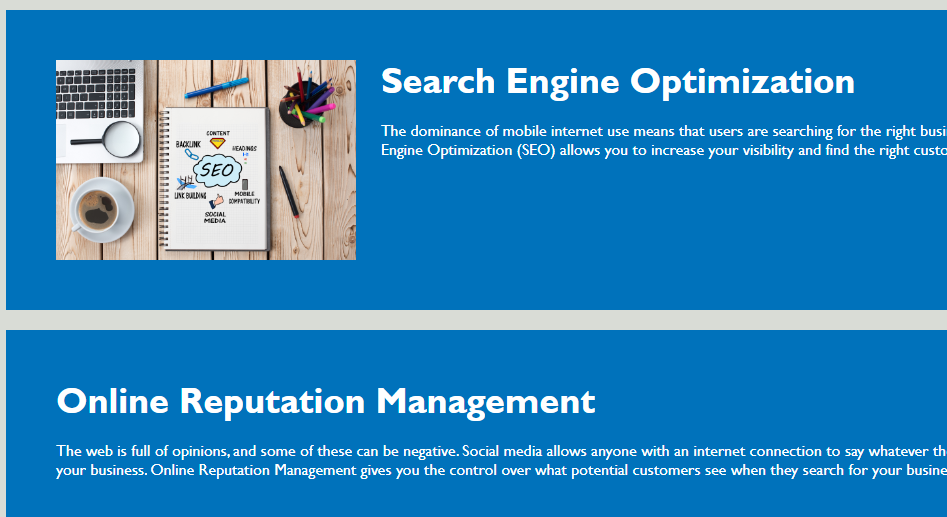 Search Engine Optimization
The dominance of mobile internet use means that users are searching for the right busi
Engine Optimization (SEO) allows you to increase your visibility and find the right custo
CONTENT
BACKLINK
HEADINGS
SEO
LINK BUILDING
MOBILE
COMPATIBILITY
SOCIAL
MEDIA
Online Reputation Management
The web is full of opinions, and some of these can be negative. Social media allows anyone with an internet connection to say whatever th
your business. Online Reputation Management gives you the control over what potential customers see when they search for your busine